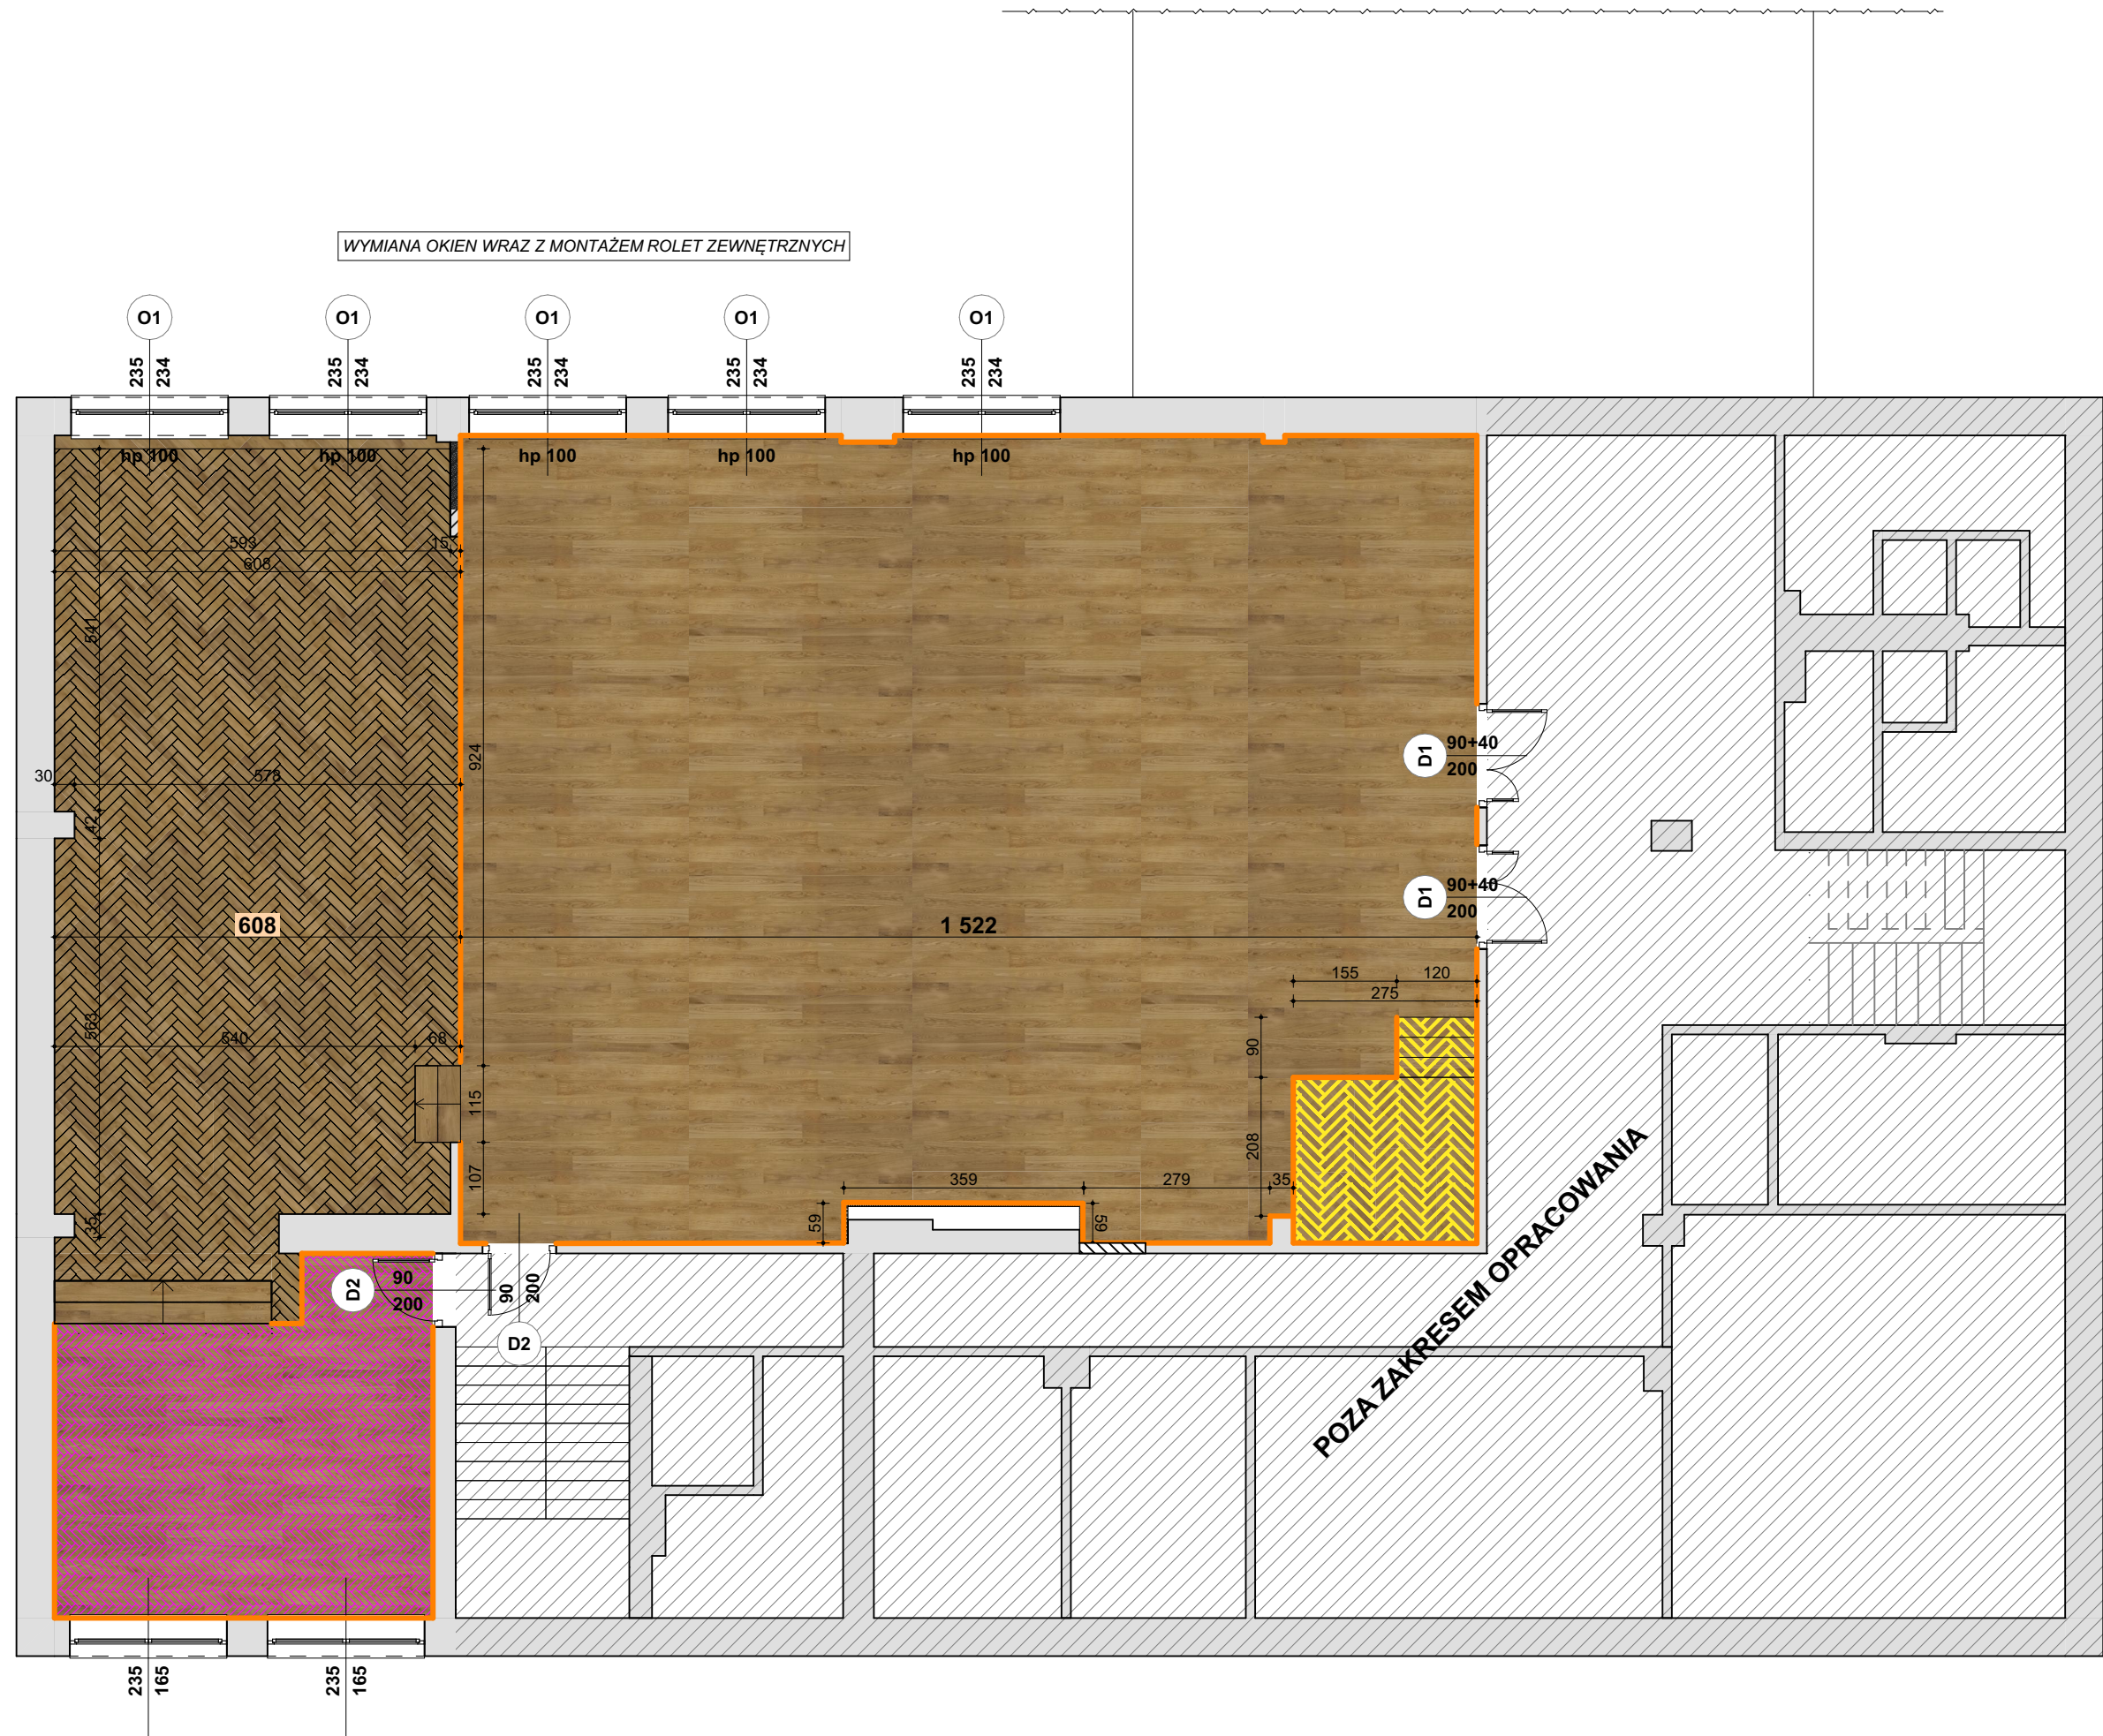 WYMIANA OKIEN WRAZ Z MONTAŻEM ROLET ZEWNĘTRZNYCH
O1 O1 O1 O1 O1
235 234 235 234 235 234 235 234 235 234
hp 100 hp 100 hp 100 hp 100 hp 100
593 15
608
541
924
30 578
42
D1 90+40
200
D1 90+40
200
608
1 522
155 120
275
563
540 68
90
115
208
107
359 279 35
59
59
35
D2 90
200
90 200
D2
POZA ZAKRESEM OPRACOWANIA
235 165 235 165